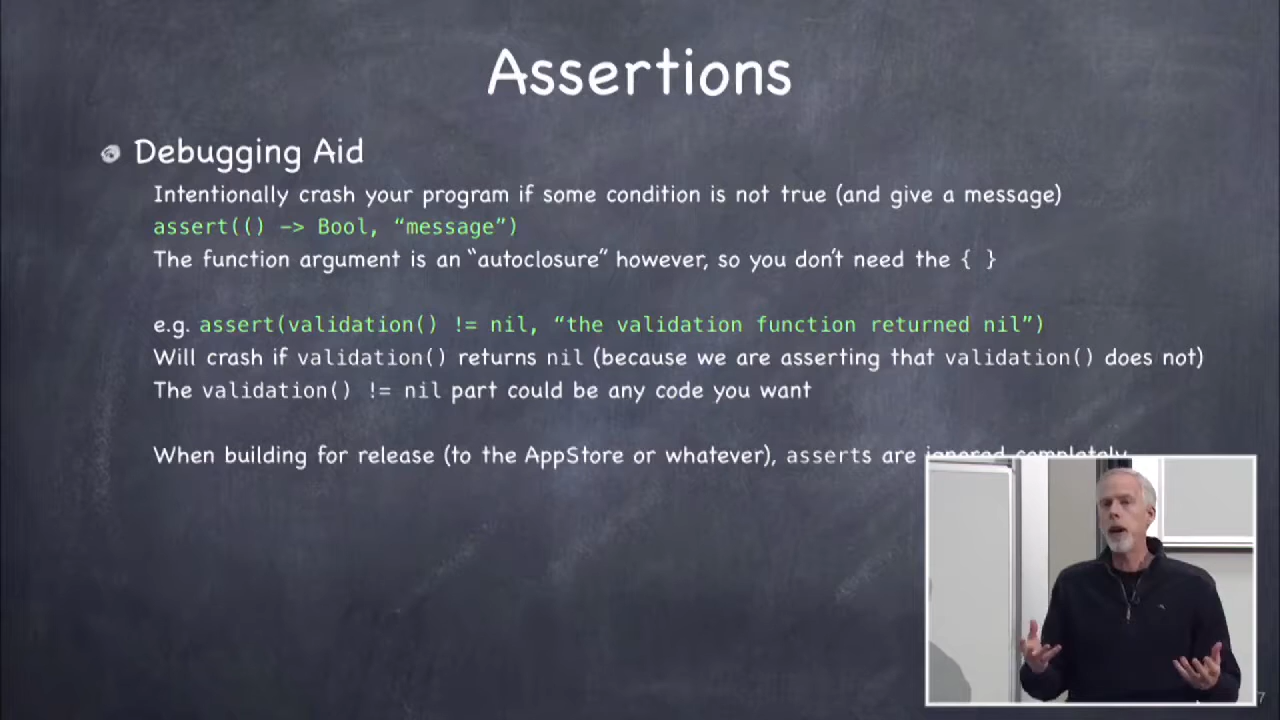 Assertions
Debugging Aid
Intentionally crash your program if some condition is not true (and give a message)
assert(() -> Bool, “message”)
The function argument is an “autoclosure” however, so you don’t need the { }
e.g. assert(validation() != nil, “the validation function returned nil”)
Will crash if validation() returns nil (because we are asserting that validation() does not)
The validation() != nil part could be any code you want
When building for release (to the AppStore or whatever), asserts are ignored completely
7